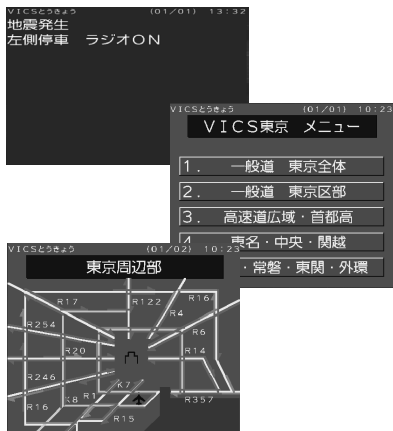 VICSとうきょう (01/01) 13:32
地震発生
左側停車 ラジオON
VICSとうきょう (01/01) 10:23
VICS東京 メニュー
1. 一般道 東京全体
2. 一般道 東京区部
3. 高速道広域・首都高
4. 東名・中央・関越
・常磐・東関・外環
VICSとうきょう (01/02) 10:23
東京周辺部
R17
R122
R16
R4
R254
R6
R20
R14
R246
K7
K8
R1
R16
R357
R15